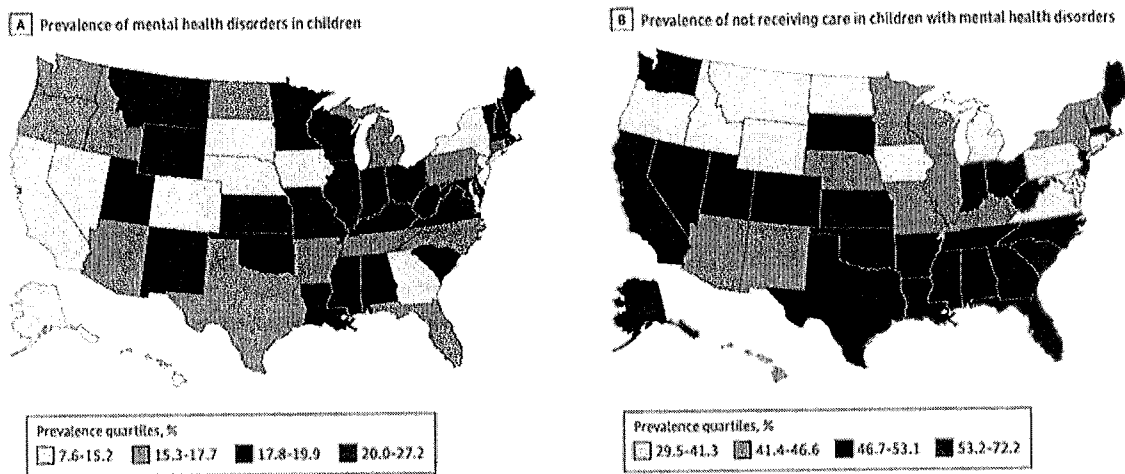 A Prevalence of mental health disorders in children
B Prevalence of not receiving care in children with mental health disorders
Prevalence quartiles, %
7.6-15.2 15.3-17.7 17.8-19.9 20.0-27.2
Prevalence quartiles, %
29.5-41.3 41.4-46.6 46.7-53.1 53.2-72.2